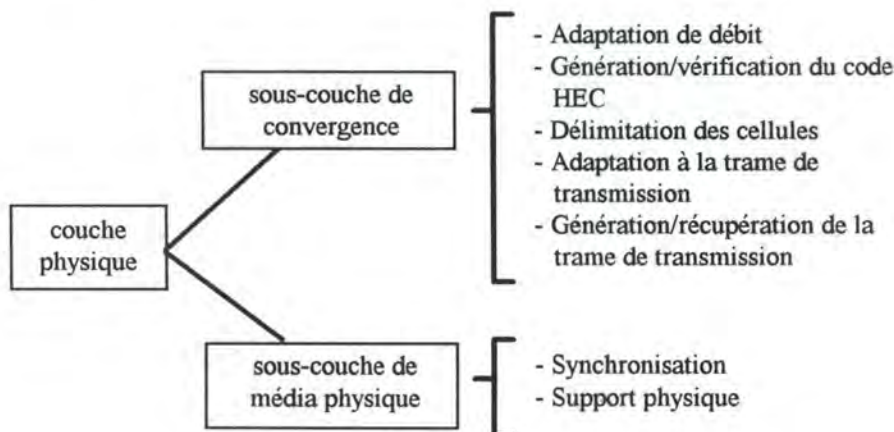 sous-couche de
convergence
- Adaptation de débit
- Génération/vérification du code
HEC
- Délimitation des cellules
- Adaptation à la trame de
transmission
- Génération/récupération de la
trame de transmission
couche
physique
sous-couche de
média physique
- Synchronisation
- Support physique